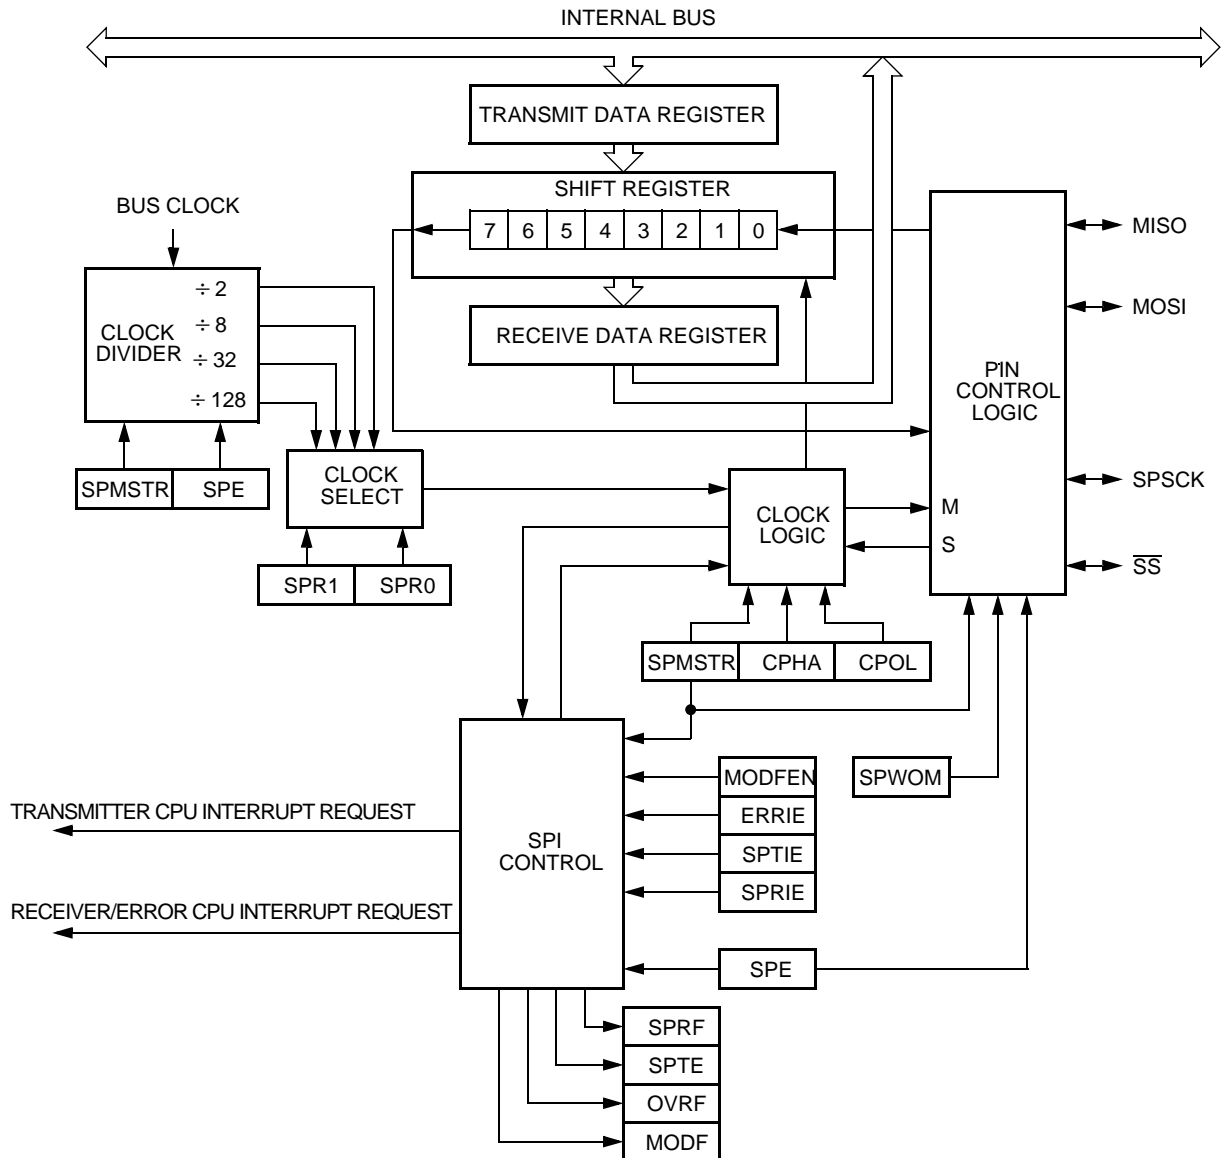 INTERNAL BUS
TRANSMIT DATA REGISTER
SHIFT REGISTER
7 6 5 4 3 2 1 0
BUS CLOCK
MISO
÷ 2
÷ 8
÷ 32
÷ 128
CLOCK
DIVIDER
RECEIVE DATA REGISTER
MOSI
PIN
CONTROL
LOGIC
SPMSTR SPE
CLOCK
SELECT
SPSCK
CLOCK
LOGIC
M
S
SS
SPR1 SPR0
SPMSTR CPHA CPOL
MODFEN
SPWOM
ERRIE
SPTIE
SPRIE
TRANSMITTER CPU INTERRUPT REQUEST
SPI
CONTROL
RECEIVER/ERROR CPU INTERRUPT REQUEST
SPE
SPRF
SPTE
OVRF
MODF